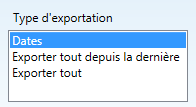 Type d'exportation
Dates
Exporter tout depuis la dernière
Exporter tout